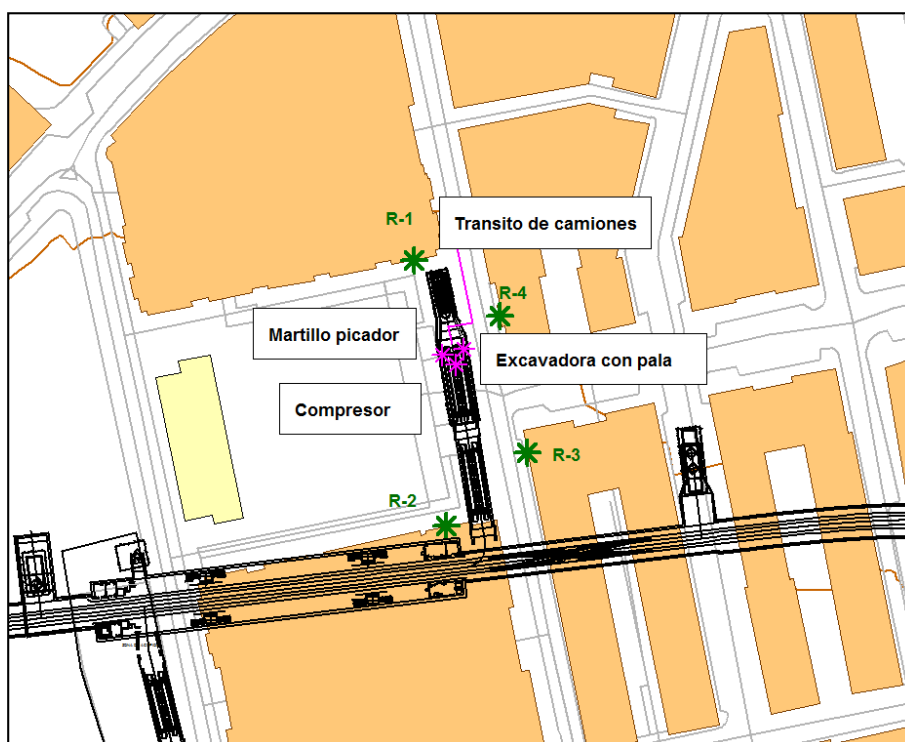 R-1
Transito de camiones
R-4
Martillo picador
Excavadora con pala
Compresor
R-3
R-2